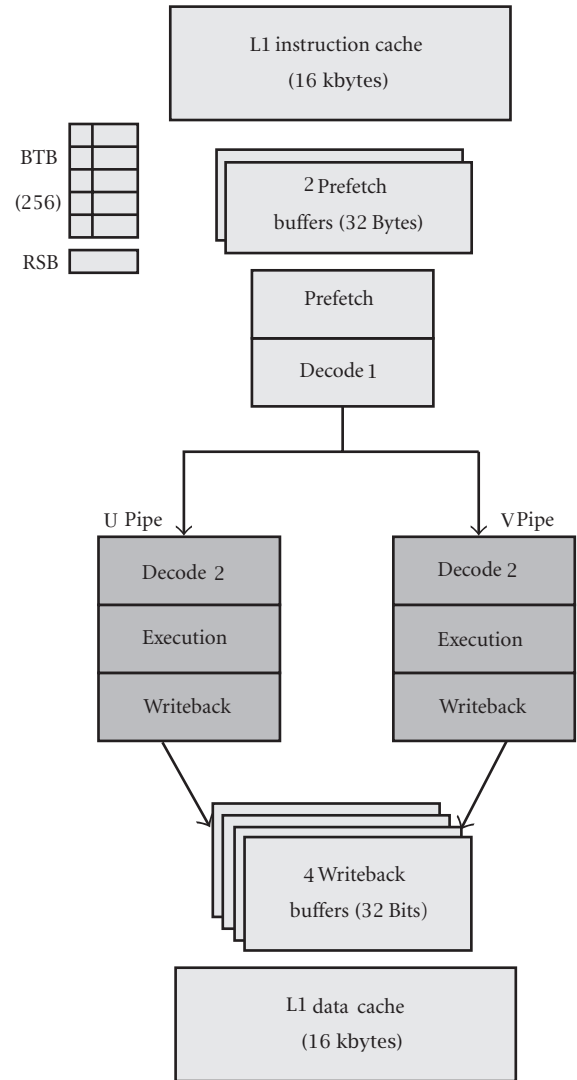 L1 instruction cache
(16 kbytes)
BTB
(256)
RSB
2 Prefetch
buffers (32 Bytes)
Prefetch
Decode 1
U Pipe
V Pipe
Decode 2
Execution
Writeback
Decode 2
Execution
Writeback
4 Writeback
buffers (32 Bits)
L1 data cache
(16 kbytes)